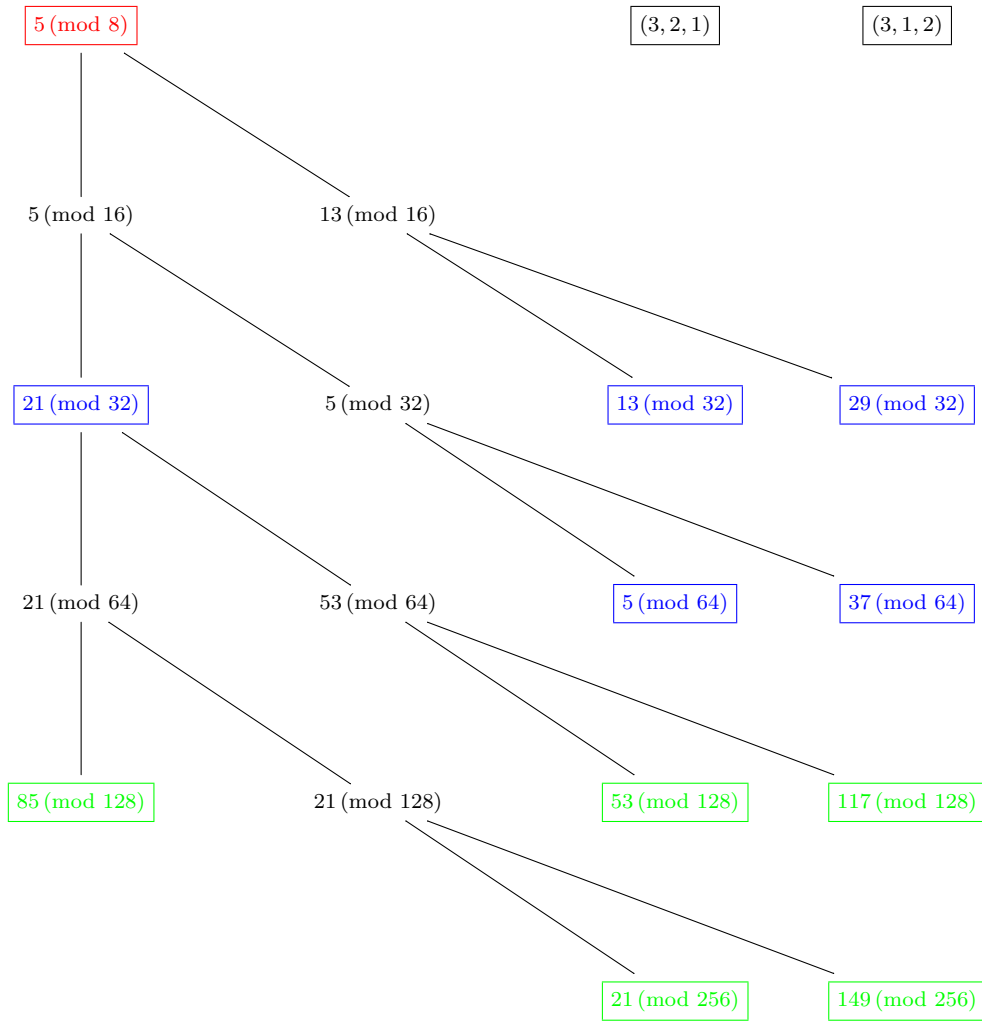 5 (mod 8) (3, 2, 1) (3, 1, 2)
5 (mod 16) 13 (mod 16)
21 (mod 32) 5 (mod 32) 13 (mod 32) 29 (mod 32)
21 (mod 64) 53 (mod 64) 5 (mod 64) 37 (mod 64)
85 (mod 128) 21 (mod 128) 53 (mod 128) 117 (mod 128)
21 (mod 256) 149 (mod 256)